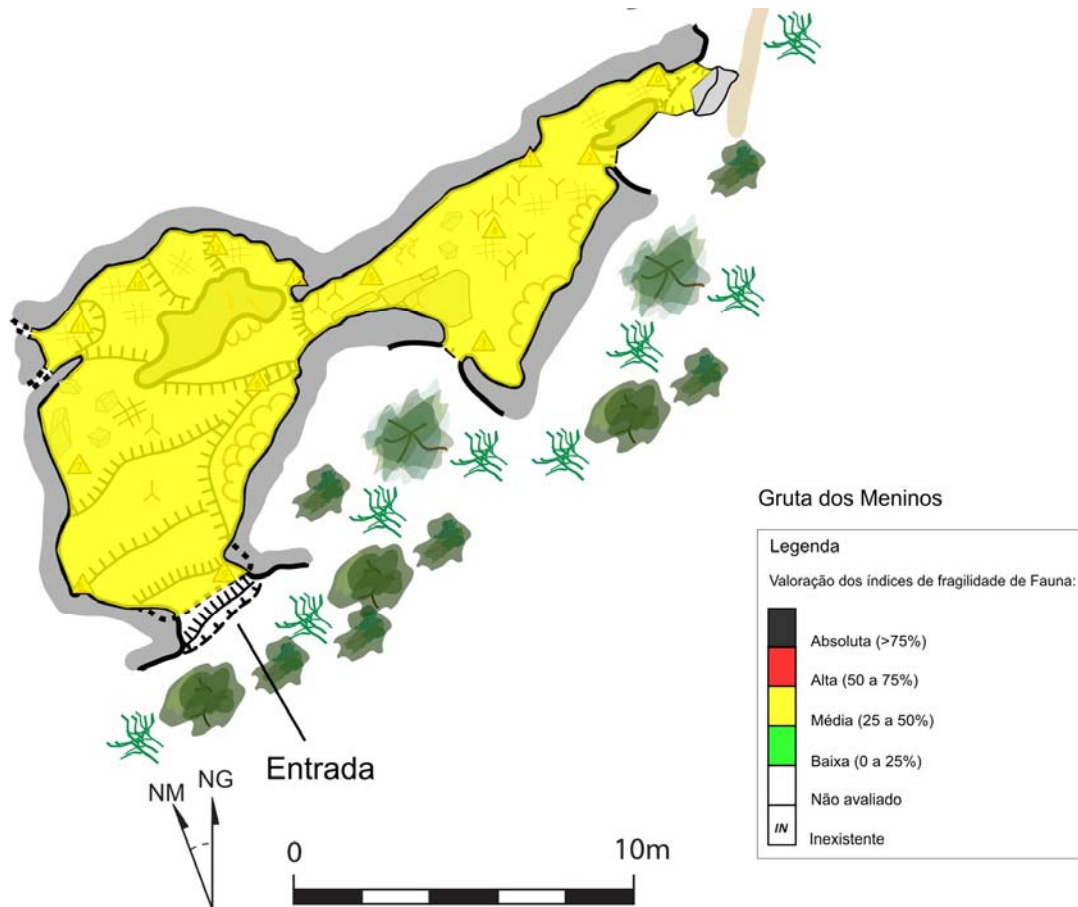 Gruta dos Meninos
Legenda
Valoração dos índices de fragilidade de Fauna:
Absoluta (>75%)
Alta (50 a 75%)
Média (25 a 50%)
Baixa (0 a 25%)
Não avaliado
IN Inexistente
Entrada
NM NG
0 10m